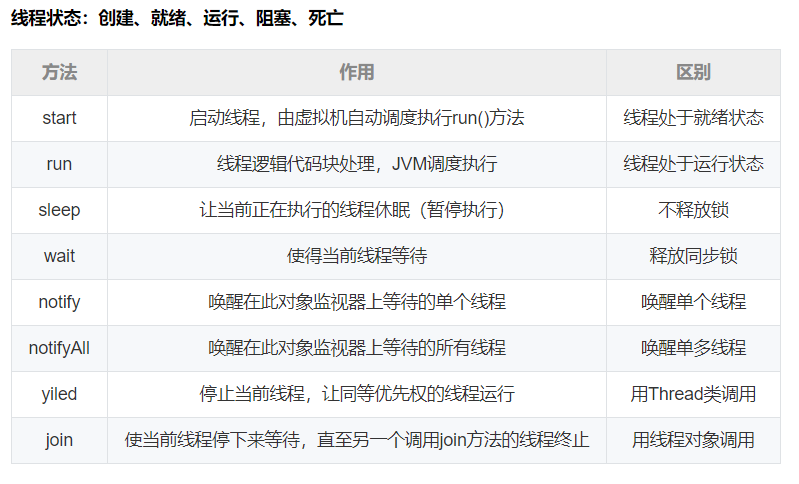 线程状态：创建、就绪、运行、阻塞、死亡
方法 作用 区别
start 启动线程，由虚拟机自动调度执行run()方法 线程处于就绪状态
run 线程逻辑代码块处理，JVM调度执行 线程处于运行状态
sleep 让当前正在执行的线程休眠（暂停执行） 不释放锁
wait 使得当前线程等待 释放同步锁
notify 唤醒在此对象监视器上等待的单个线程 唤醒单个线程
notifyAll 唤醒在此对象监视器上等待的所有线程 唤醒单多线程
yiled 停止当前线程，让同等优先权的线程运行 用Thread类调用
join 使当前线程停下来等待，直至另一个调用join方法的线程终止 用线程对象调用